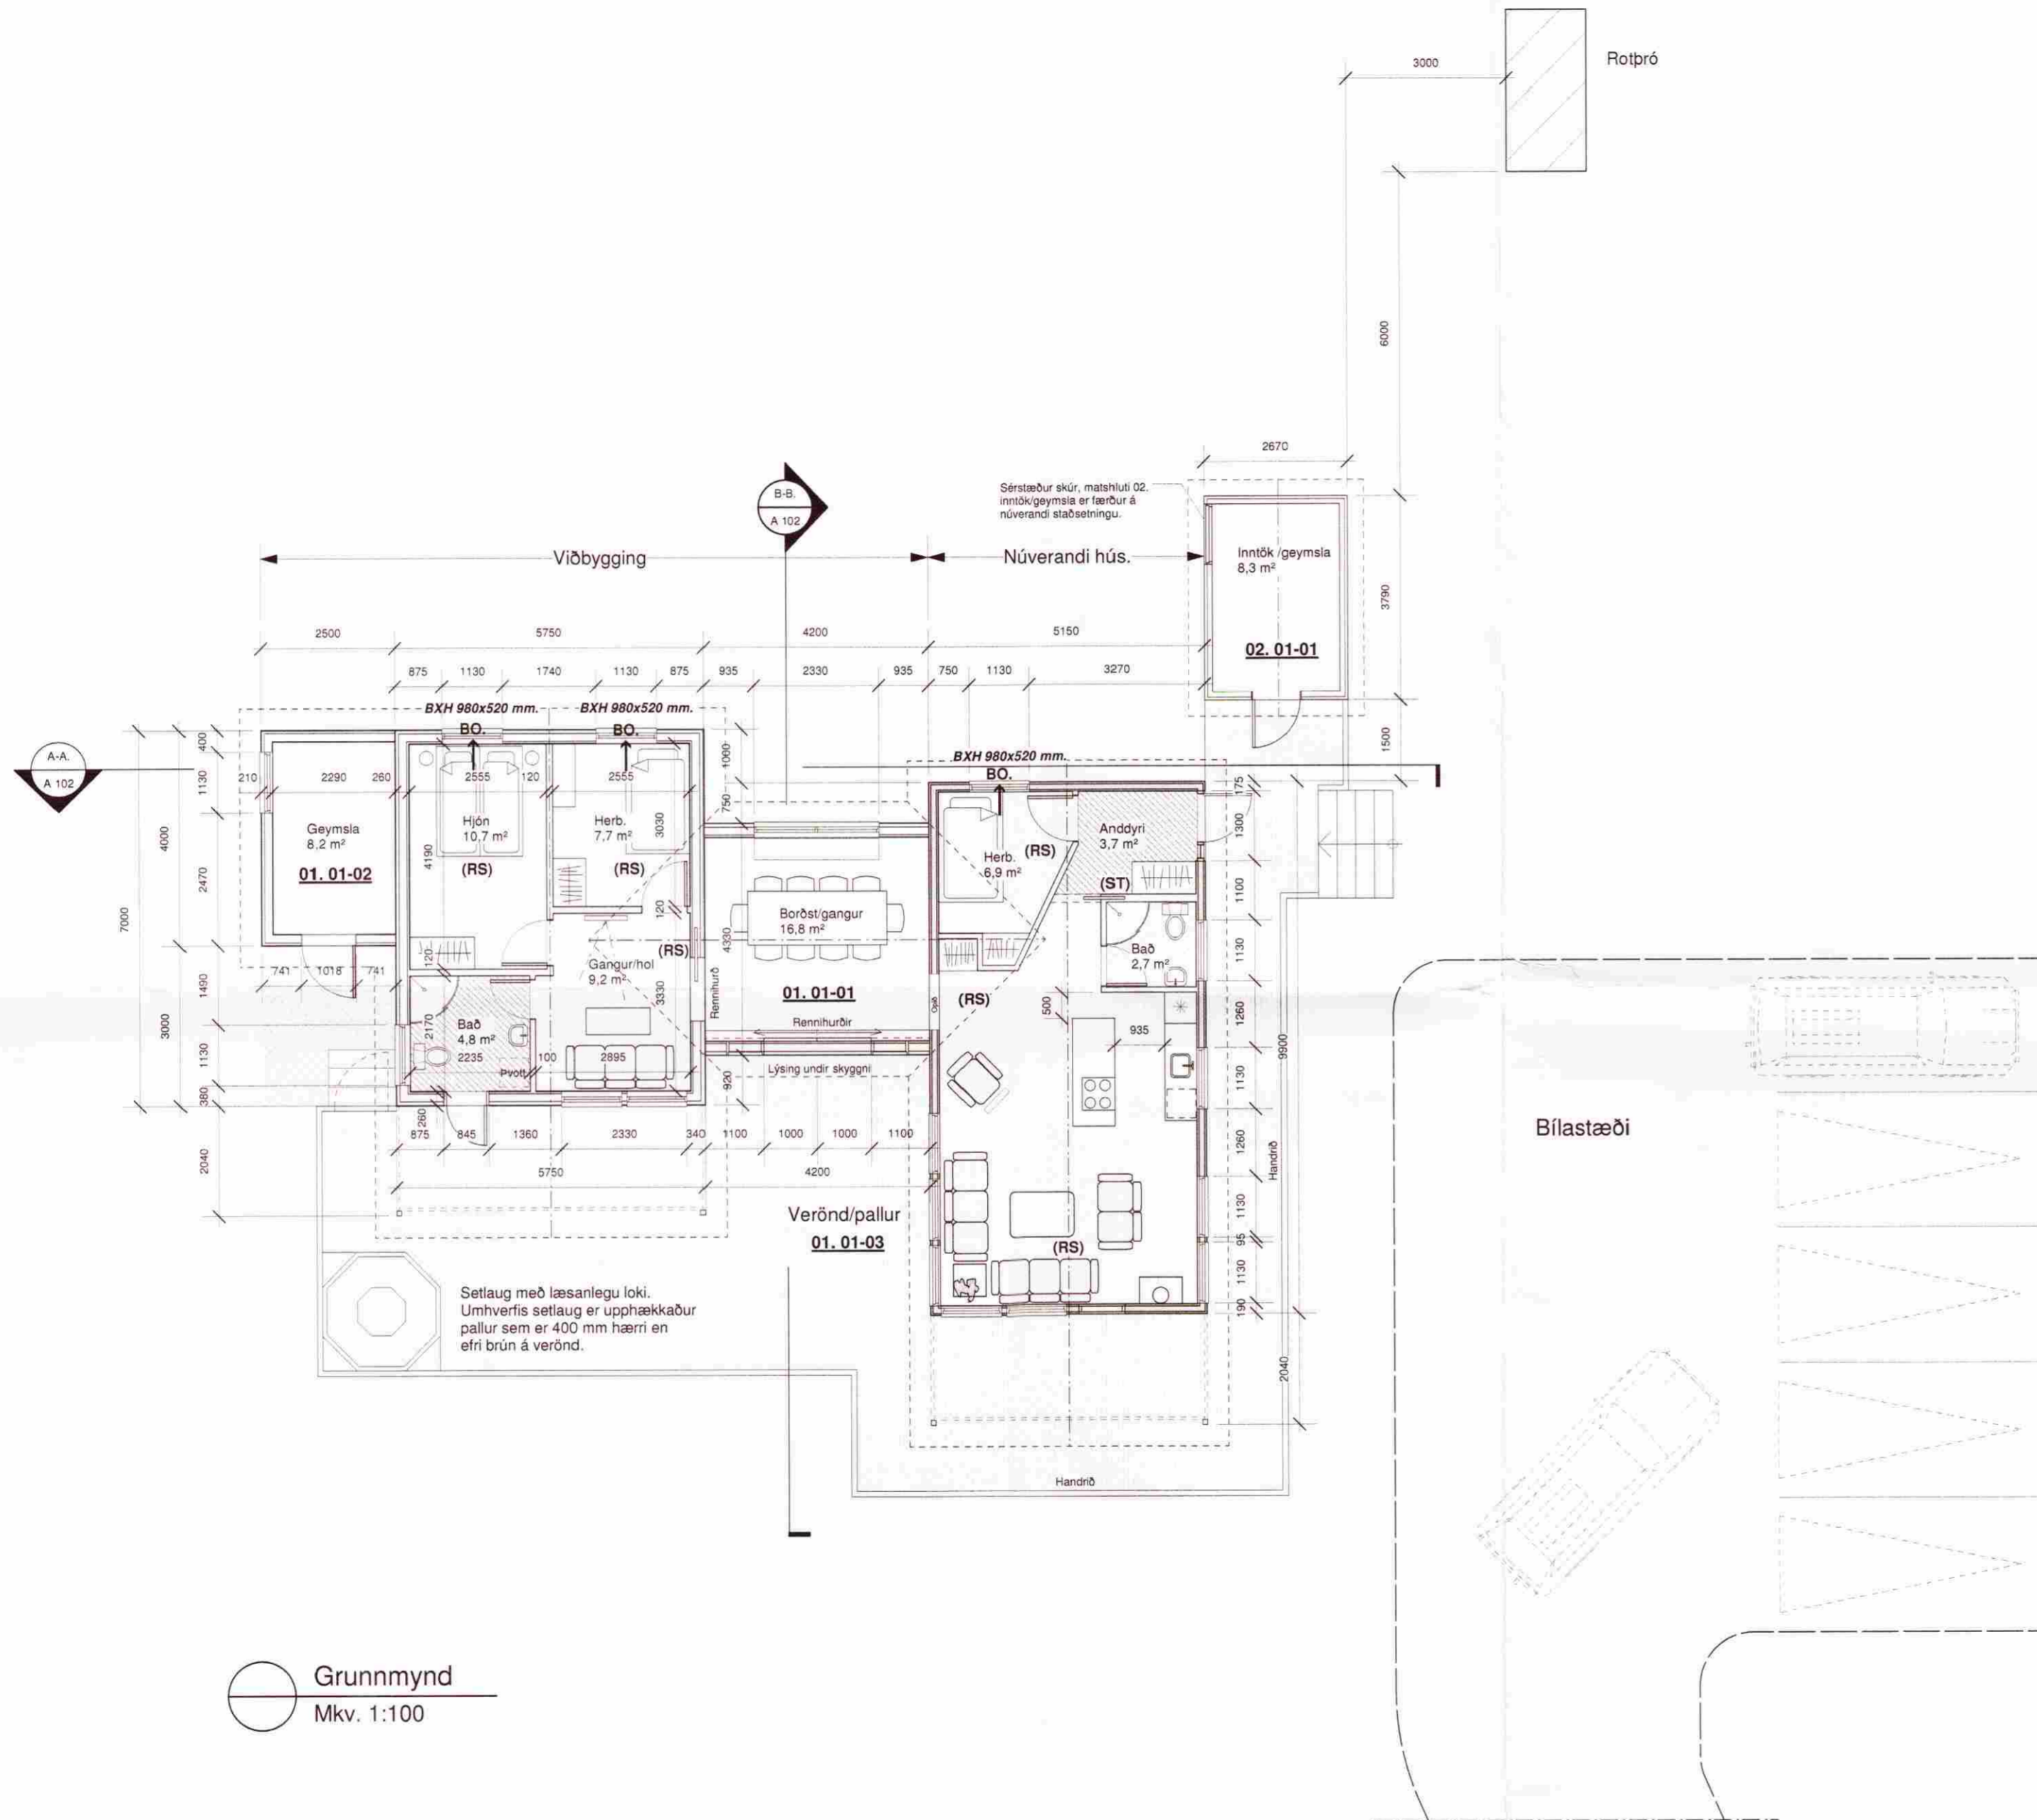 3000
Rotþró
6000
2670
B-B.
A 102
Sérstæður skúr, matshluti 02.
inntök/geymsla er færður á
núverandi staðsetningu.
Viðbygging
Núverandi hús.
Inntök /geymsla
8,3 m²
02. 01-01
3790
1500
2500
5750
4200
5150
875
1130
1740
1130
875
935
2330
935
750
1130
3270
BXH 980x520 mm.
BXH 980x520 mm.
BO.
BO.
BXH 980x520 mm.
BO.
A-A.
A 102
7000
4000
3000
400
1130
2470
1490
1130
380
2040
210
2290
260
2555
120
2555
1000
750
Geymsla
8,2 m²
01. 01-02
Hjón
10,7 m²
(RS)
4190
Herb.
7,7 m²
(RS)
3030
120
741
1018
741
120
Gangur/hol
9,2 m²
(RS)
3330
Rennihurð
4330
Borðst/gangur
16,8 m²
01. 01-01
Rennihurðir
Lýsing undir skyggni
920
Bað
4,8 m²
2170
2235
Þvott
100
2895
260
875
845
1360
2330
340
1100
1000
1000
1100
5750
4200
Herb.
6,9 m²
(RS)
Anddyri
3,7 m²
(ST)
Bað
2,7 m²
Opið
(RS)
500
935
(RS)
175
1300
1100
1130
1260
1130
1260
1130
95
1130
190
9900
Handrið
2040
Verönd/pallur
01. 01-03
Setlaug með læsanlegu loki.
Umhverfis setlaug er upphækkaður
pallur sem er 400 mm hærri en
efri brún á verönd.
Handrið
Bílastæði
Grunnmynd
Mkv. 1:100